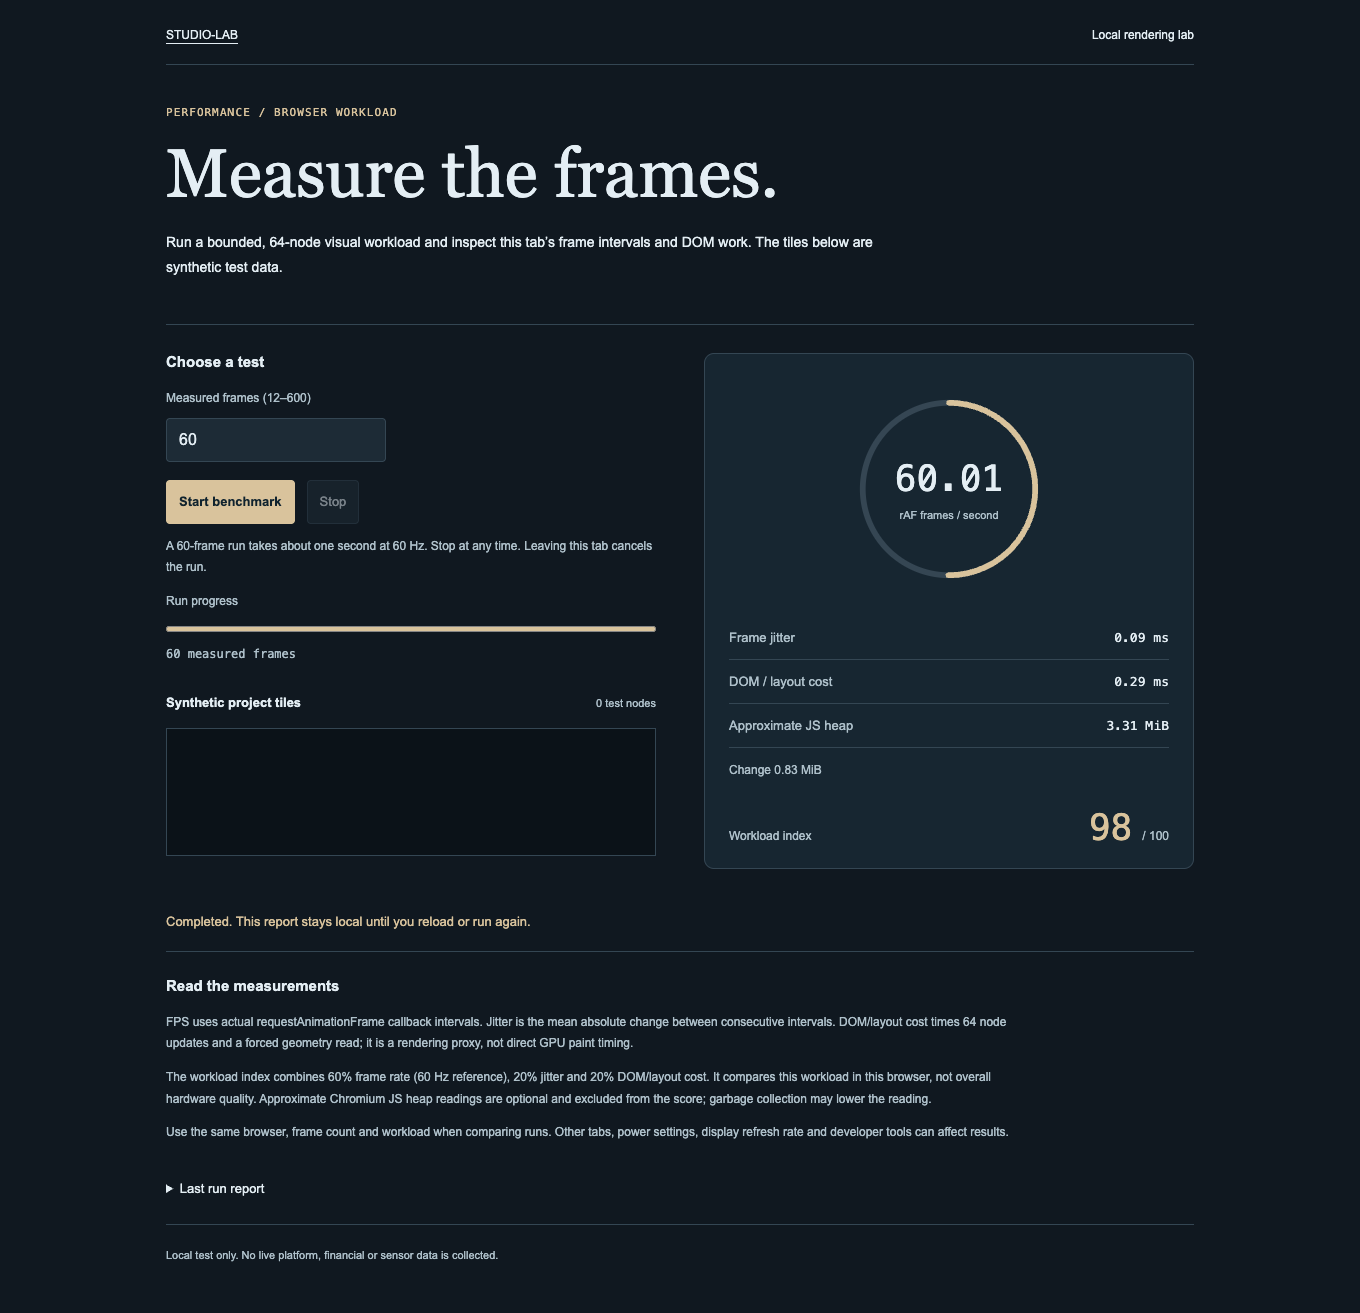 STUDIO-LAB
Local rendering lab
PERFORMANCE / BROWSER WORKLOAD
Measure the frames.
Run a bounded, 64-node visual workload and inspect this tab’s frame intervals and DOM work. The tiles below are
synthetic test data.
Choose a test
Measured frames (12–600)
60
Start benchmark
Stop
A 60-frame run takes about one second at 60 Hz. Stop at any time. Leaving this tab cancels
the run.
Run progress
60 measured frames
Synthetic project tiles
0 test nodes
60.01
rAF frames / second
Frame jitter
0.09 ms
DOM / layout cost
0.29 ms
Approximate JS heap
3.31 MiB
Change 0.83 MiB
Workload index
98 / 100
Completed. This report stays local until you reload or run again.
Read the measurements
FPS uses actual requestAnimationFrame callback intervals. Jitter is the mean absolute change between consecutive intervals. DOM/layout cost times 64 node
updates and a forced geometry read; it is a rendering proxy, not direct GPU paint timing.
The workload index combines 60% frame rate (60 Hz reference), 20% jitter and 20% DOM/layout cost. It compares this workload in this browser, not overall
hardware quality. Approximate Chromium JS heap readings are optional and excluded from the score; garbage collection may lower the reading.
Use the same browser, frame count and workload when comparing runs. Other tabs, power settings, display refresh rate and developer tools can affect results.
Last run report
Local test only. No live platform, financial or sensor data is collected.